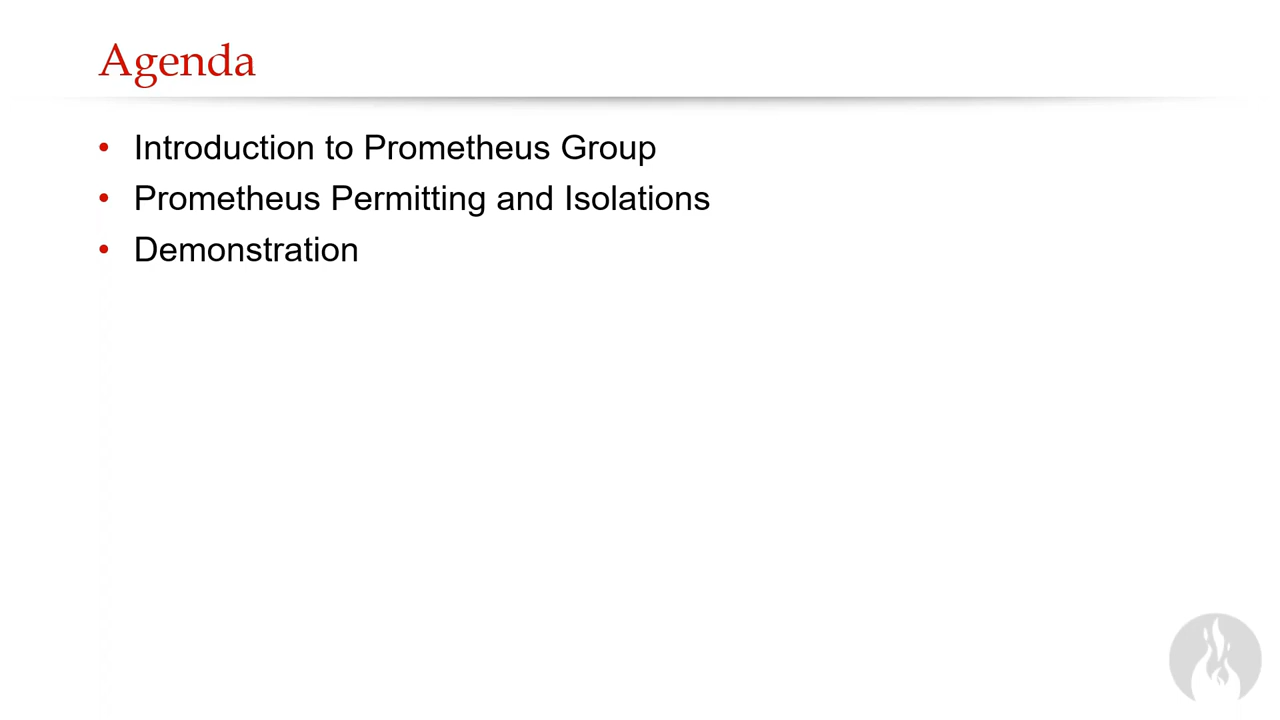 Agenda
• Introduction to Prometheus Group
• Prometheus Permitting and Isolations
• Demonstration